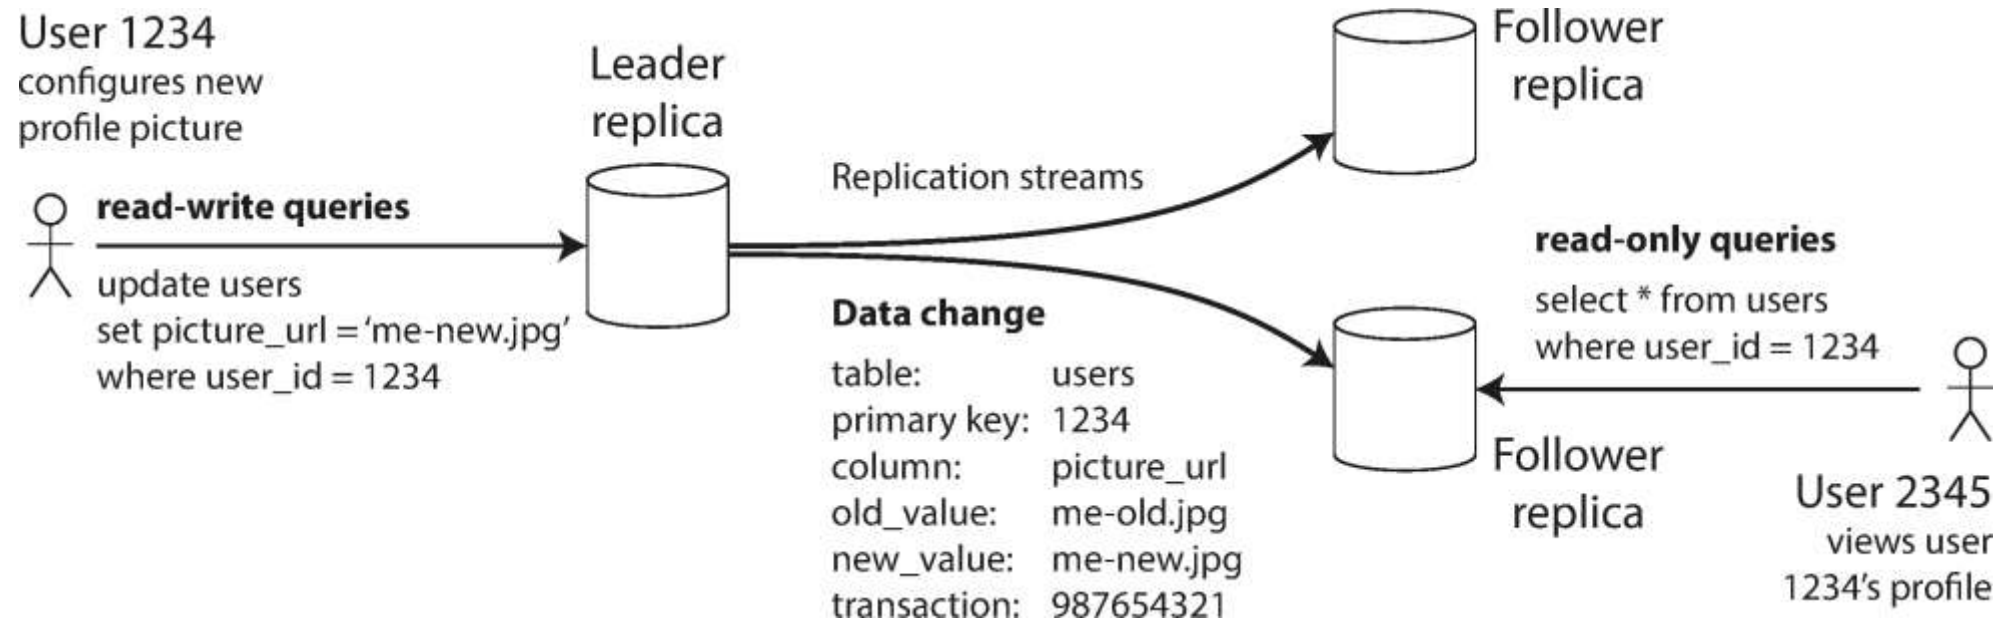 User 1234
configures new
profile picture
read-write queries
update users
set picture_url = ‘me-new.jpg’
where user_id = 1234
Leader
replica
Replication streams
Data change
table: users
primary key: 1234
column: picture_url
old_value: me-old.jpg
new_value: me-new.jpg
transaction: 987654321
Follower
replica
read-only queries
select * from users
where user_id = 1234
Follower
replica
User 2345
views user
1234’s profile